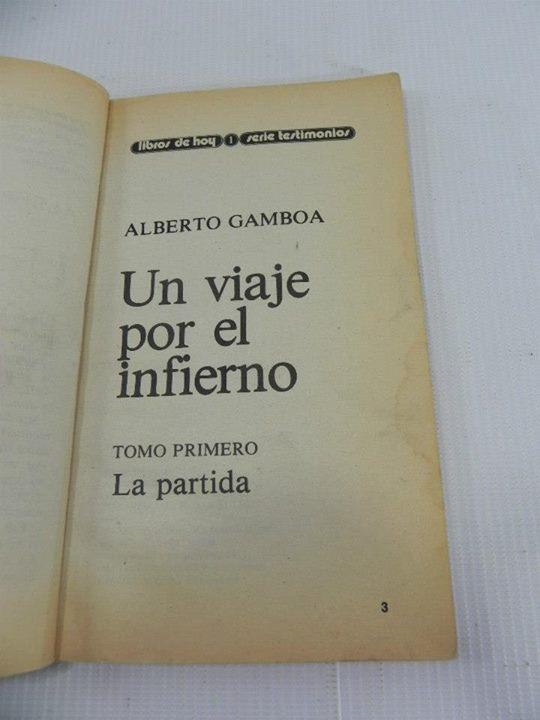 libros de hoy 1 serie testimonios
ALBERTO GAMBOA
Un viaje
por el
infierno
TOMO PRIMERO
La partida
3